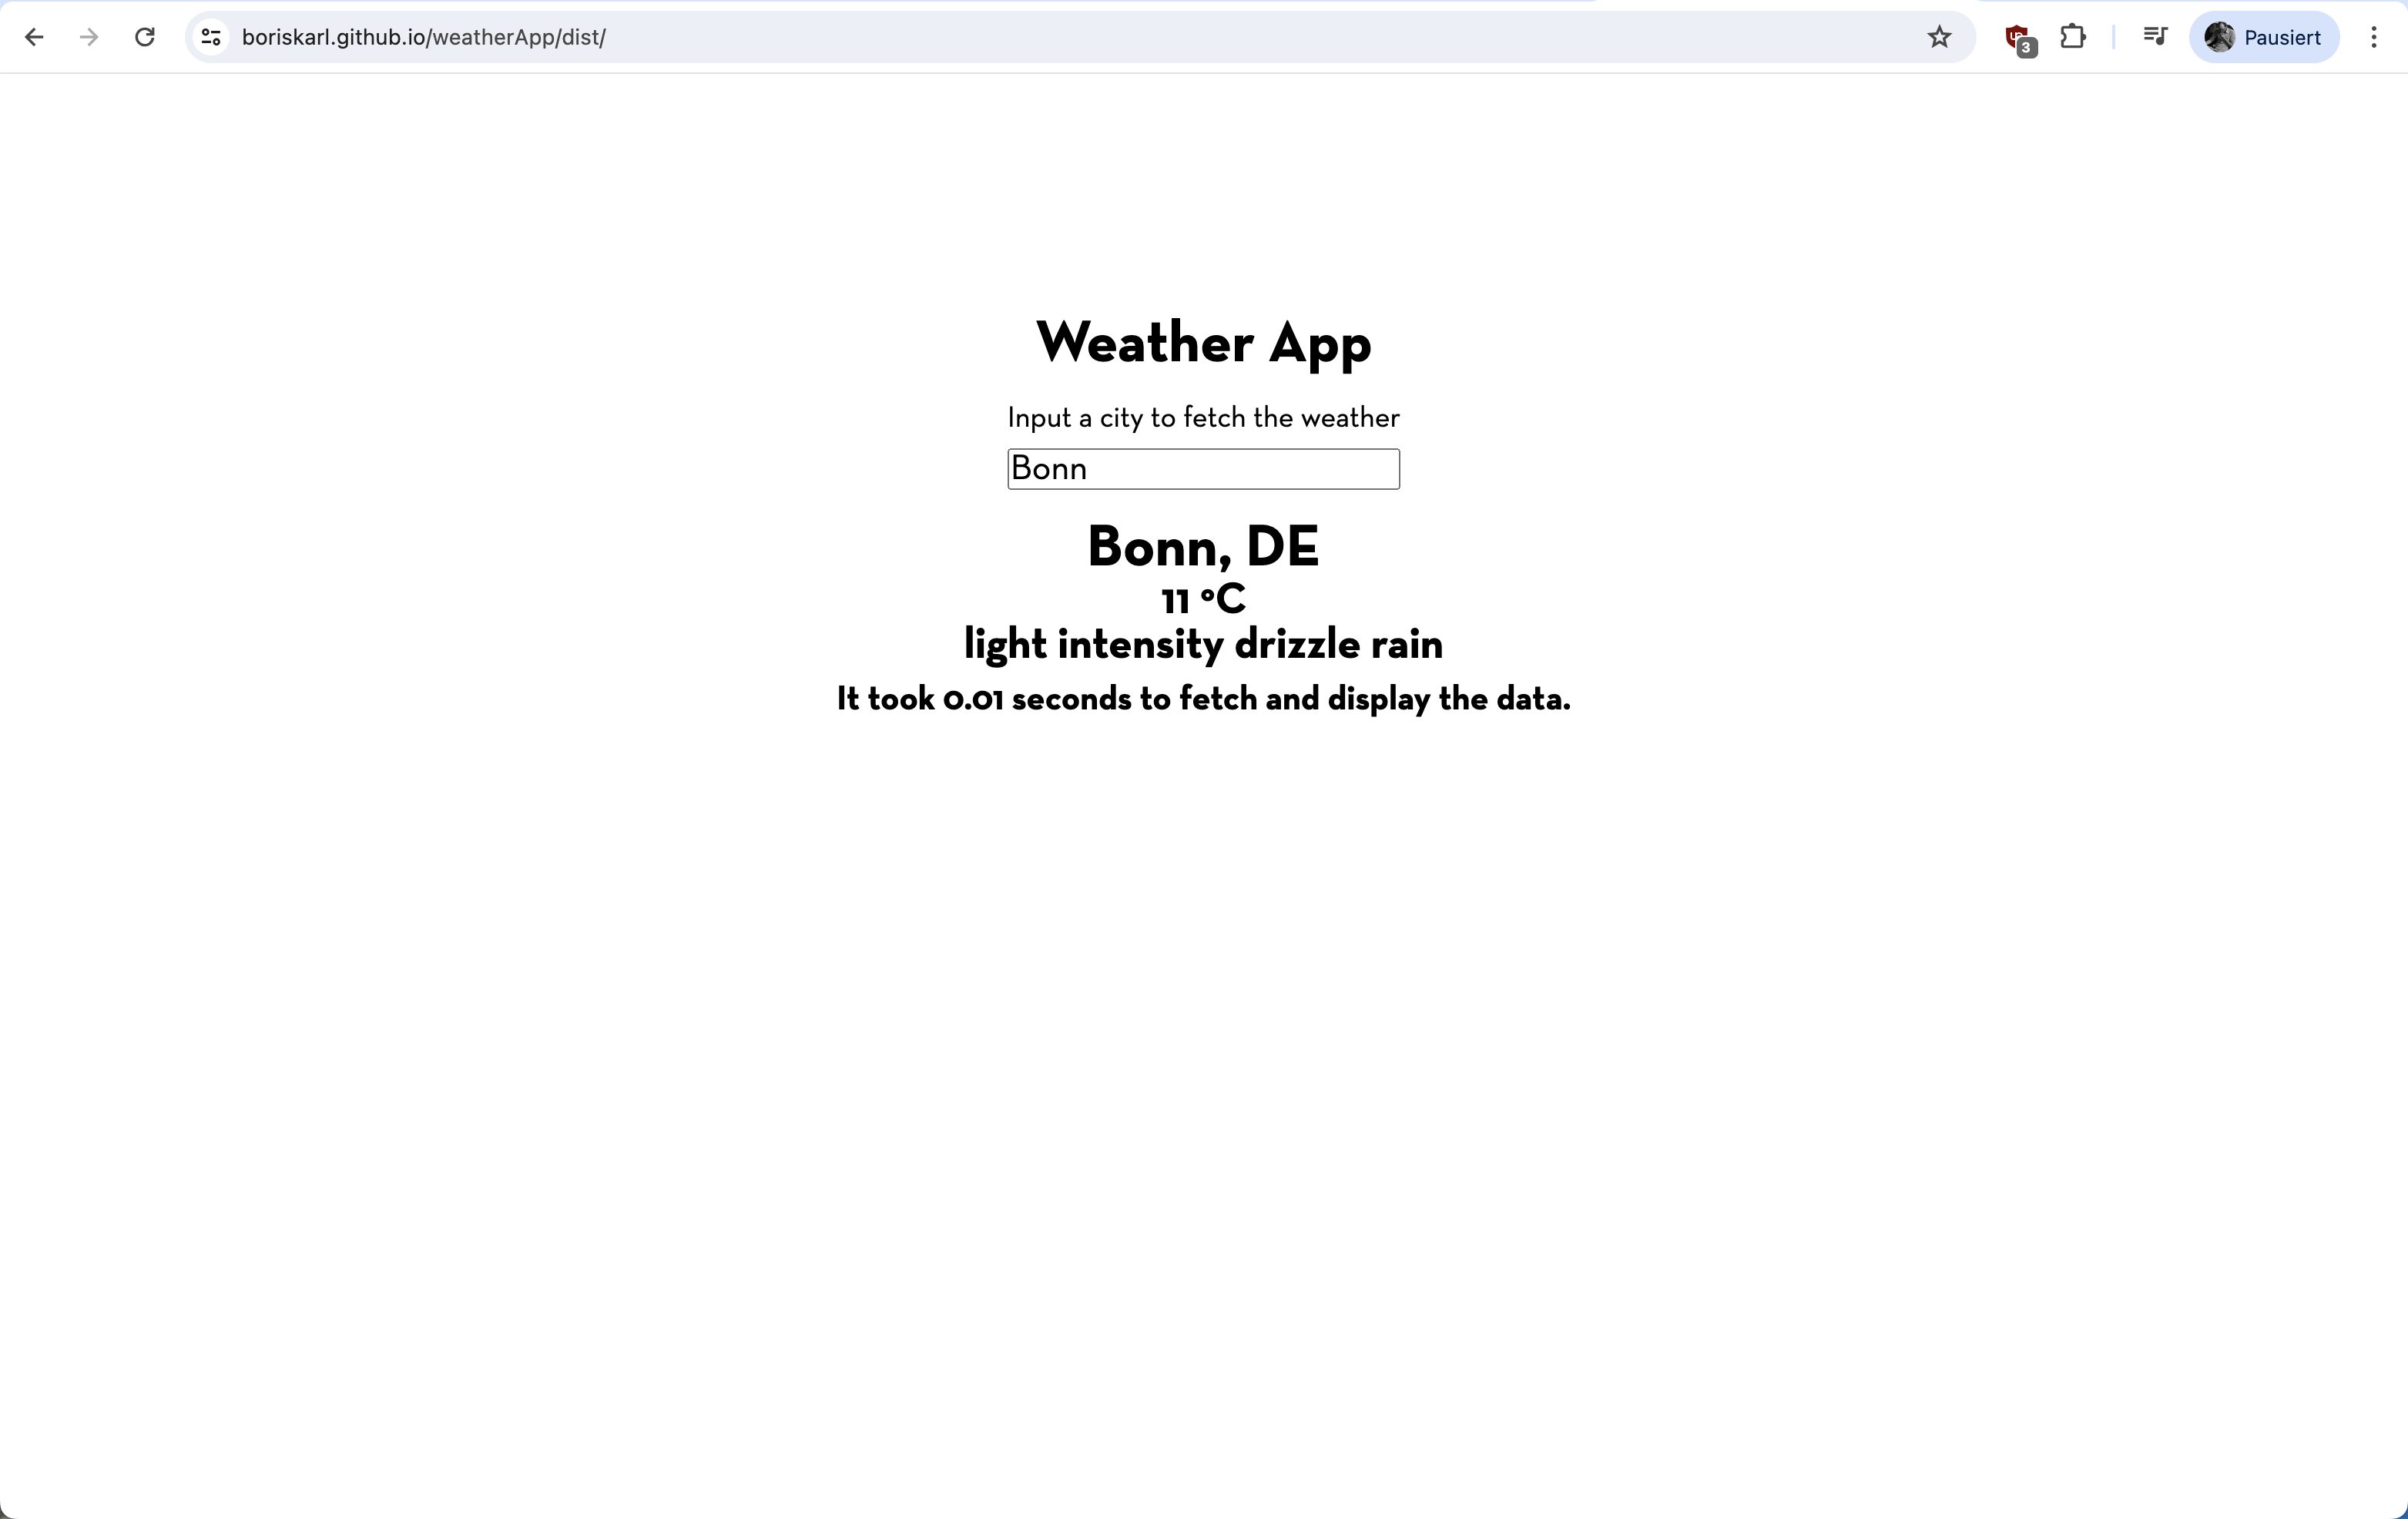 boriskarl.github.io/weatherApp/dist/
3
Pausiert
Weather App
Input a city to fetch the weather
Bonn
Bonn, DE
11 °C
light intensity drizzle rain
It took 0.01 seconds to fetch and display the data.